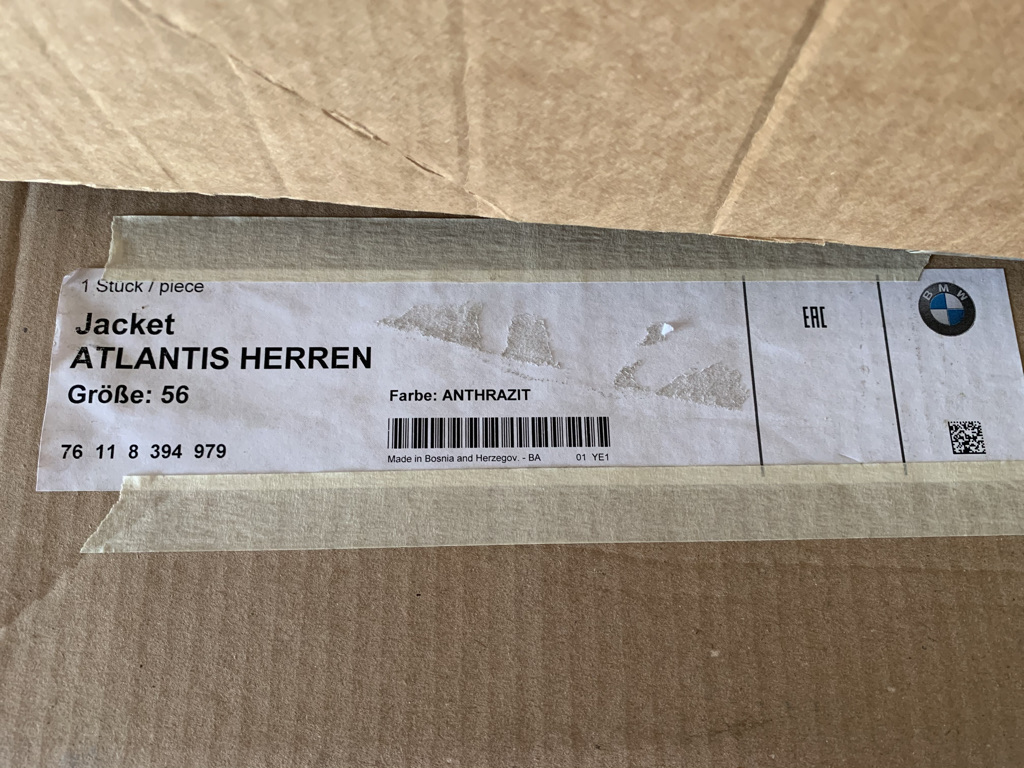 1 Stück / piece
Jacket
ATLANTIS HERREN
Größe: 56
Farbe: ANTHRAZIT
76 11 8 394 979
Made in Bosnia and Herzegov. - BA 01 YE1
EAC
BMW